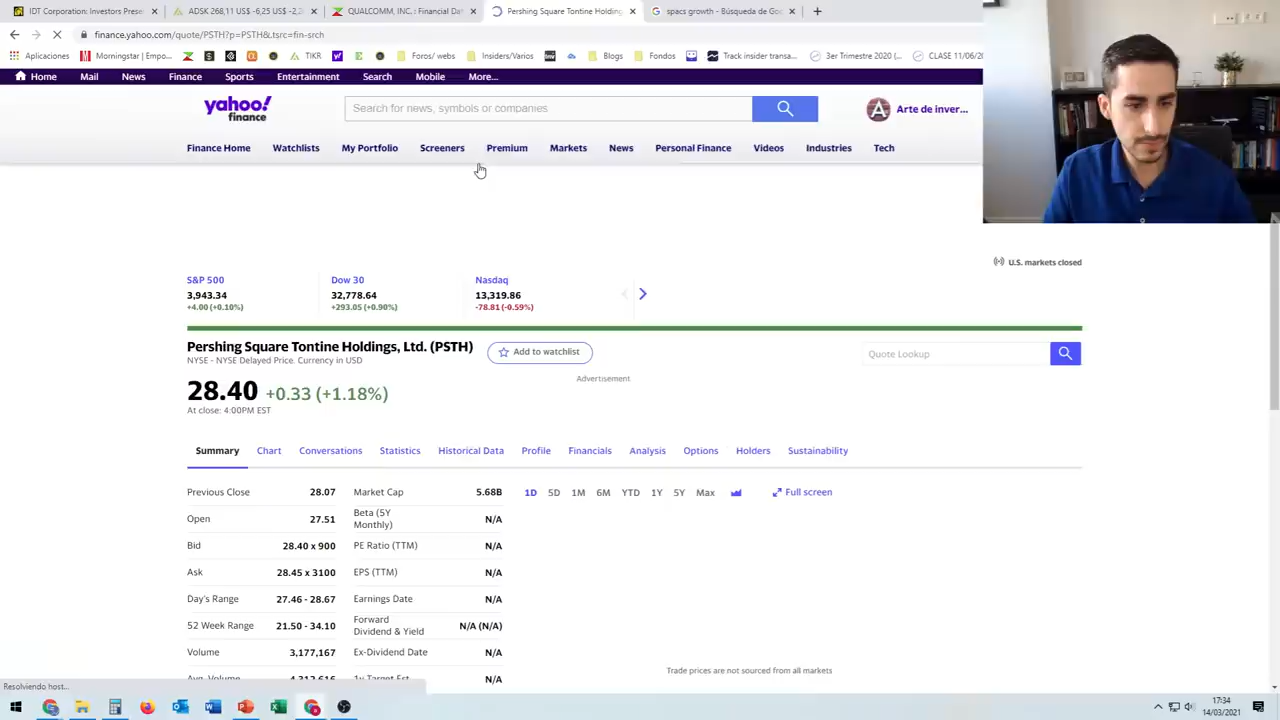 IDT Corporation: Investors Prese
ADSK 268,11 US$ -6,25 US$ -2
QUALCOMM, INC. : Financial Dat
Pershing Square Tontine Holding
spacs growth - Búsqueda de Goo
finance.yahoo.com/quote/PSTH?p=PSTH&.tsrc=fin-srch
Aplicaciones
Morningstar | Empo...
TIKR
Foros/webs
Insiders/Varios
Blogs
Fondos
Track insider transa...
3er Trimestre 2020 (...
CLASE 11/06/20
Home Mail News Finance Sports Entertainment Search Mobile More...
yahoo!
finance
Search for news, symbols or companies
Arte de inver...
Finance Home Watchlists My Portfolio Screeners Premium Markets News Personal Finance Videos Industries Tech
U.S. markets closed
S&P 500
3,943.34
+4.00 (+0.10%)
Dow 30
32,778.64
+293.05 (+0.90%)
Nasdaq
13,319.86
-78.81 (-0.59%)
Pershing Square Tontine Holdings, Ltd. (PSTH)
NYSE - NYSE Delayed Price. Currency in USD
Add to watchlist
Quote Lookup
Advertisement
28.40 +0.33 (+1.18%)
At close: 4:00PM EST
Summary Chart Conversations Statistics Historical Data Profile Financials Analysis Options Holders Sustainability
Previous Close 28.07
Open 27.51
Bid 28.40 x 900
Ask 28.45 x 3100
Day's Range 27.46 - 28.67
52 Week Range 21.50 - 34.10
Volume 3,177,167
Market Cap 5.68B
Beta (5Y
Monthly) N/A
PE Ratio (TTM) N/A
EPS (TTM) N/A
Earnings Date N/A
Forward
Dividend & Yield N/A (N/A)
Ex-Dividend Date N/A
1y Target Est N/A
1D 5D 1M 6M YTD 1Y 5Y Max
Full screen
Trade prices are not sourced from all markets
Resolviendo host...
17:34
14/03/2021